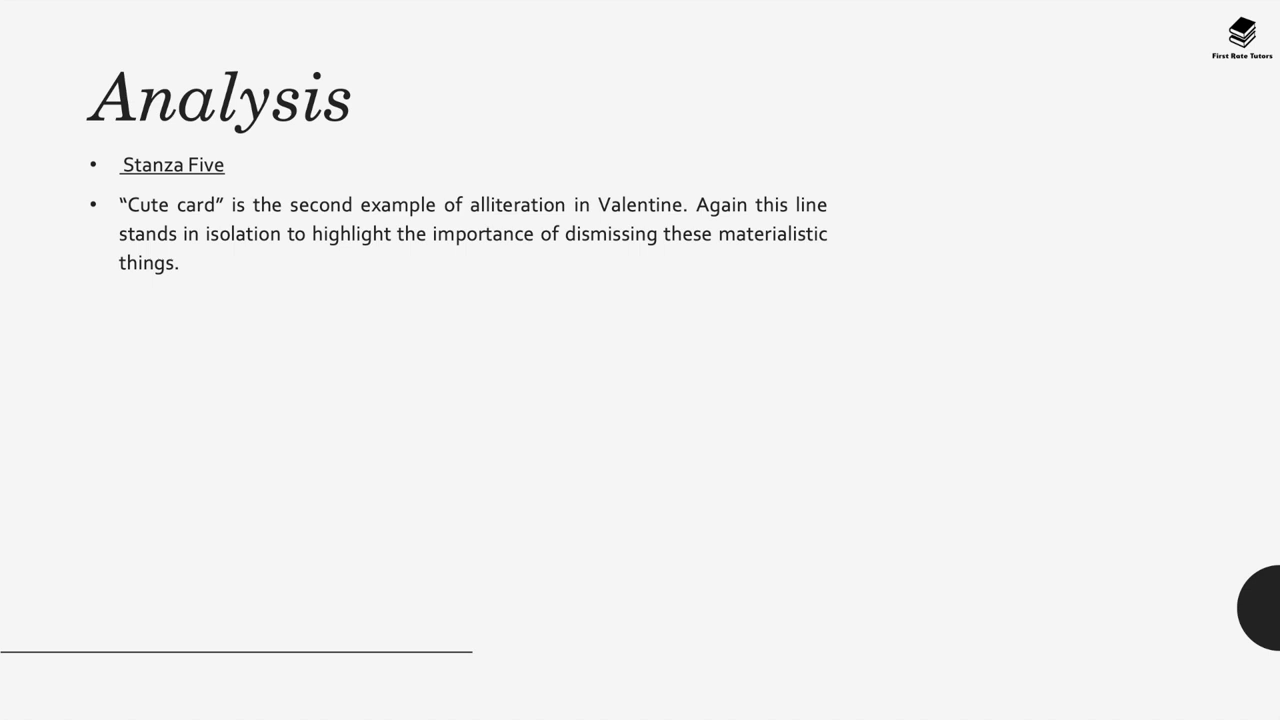 First Rate Tutors
Analysis
• Stanza Five
• “Cute card” is the second example of alliteration in Valentine. Again this line
stands in isolation to highlight the importance of dismissing these materialistic
things.